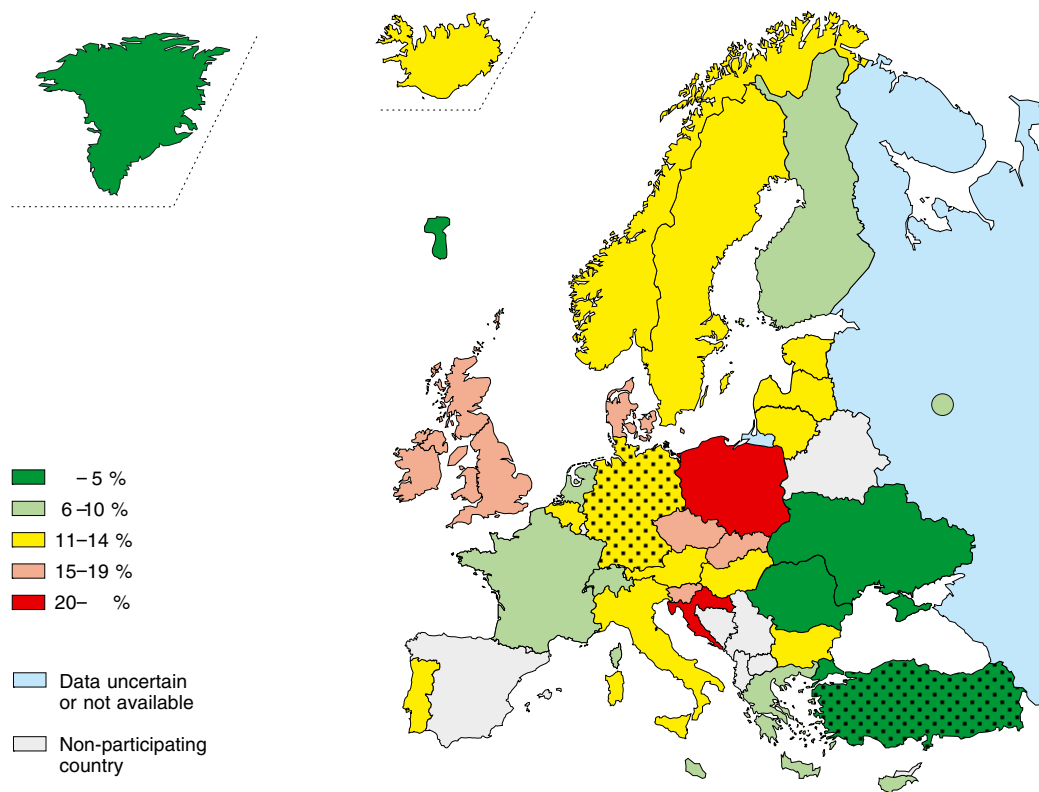 – 5 %
6–10 %
11–14 %
15–19 %
20– %
Data uncertain
or not available
Non-participating
country